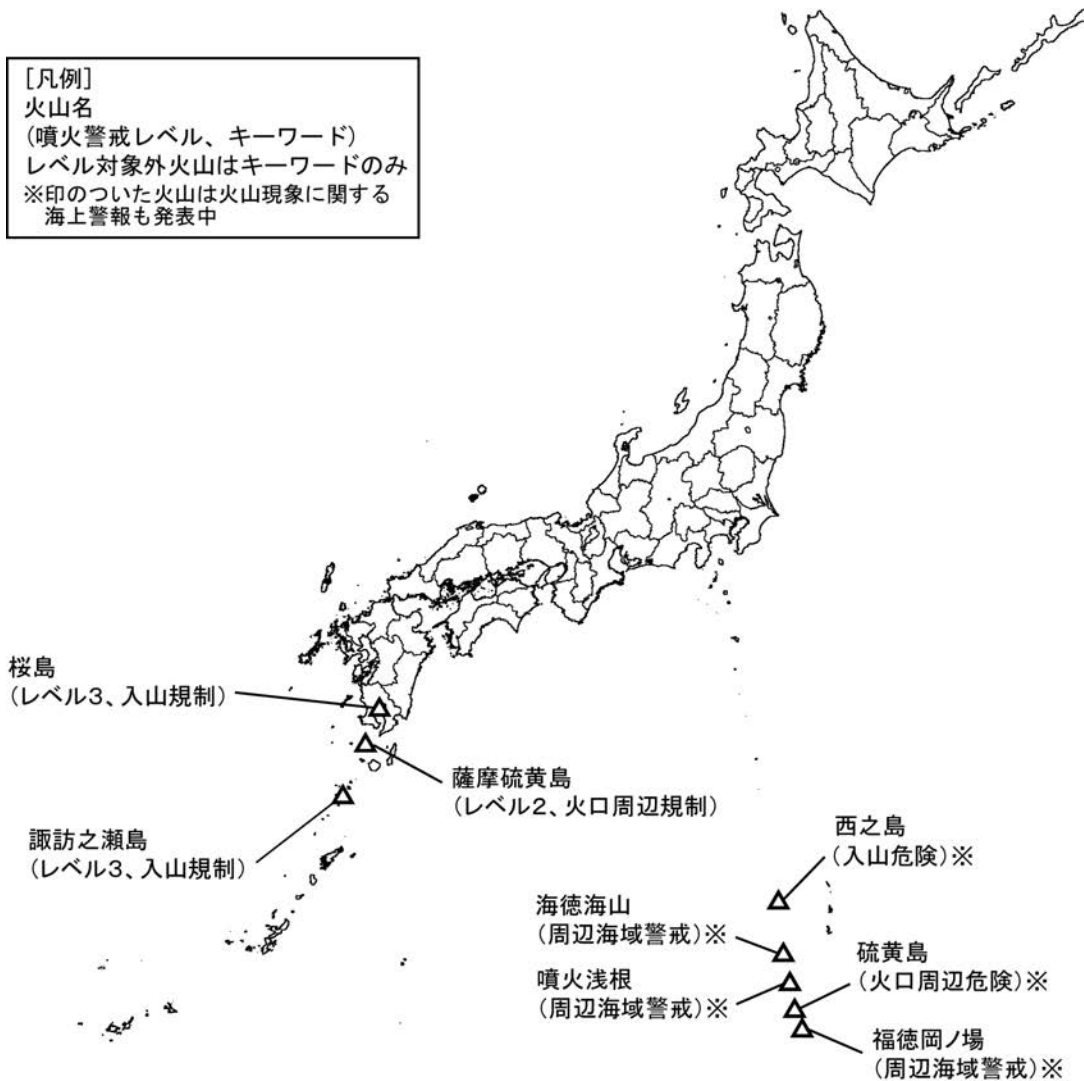 [凡例]
火山名
(噴火警戒レベル、キーワード)
レベル対象外火山はキーワードのみ
※印のついた火山は火山現象に関する
海上警報も発表中
桜島
(レベル3、入山規制)
薩摩硫黄島
(レベル2、火口周辺規制)
諏訪之瀬島
(レベル3、入山規制)
西之島
(入山危険)※
海徳海山
(周辺海域警戒)※
硫黄島
(火口周辺危険)※
噴火浅根
(周辺海域警戒)※
福徳岡ノ場
(周辺海域警戒)※